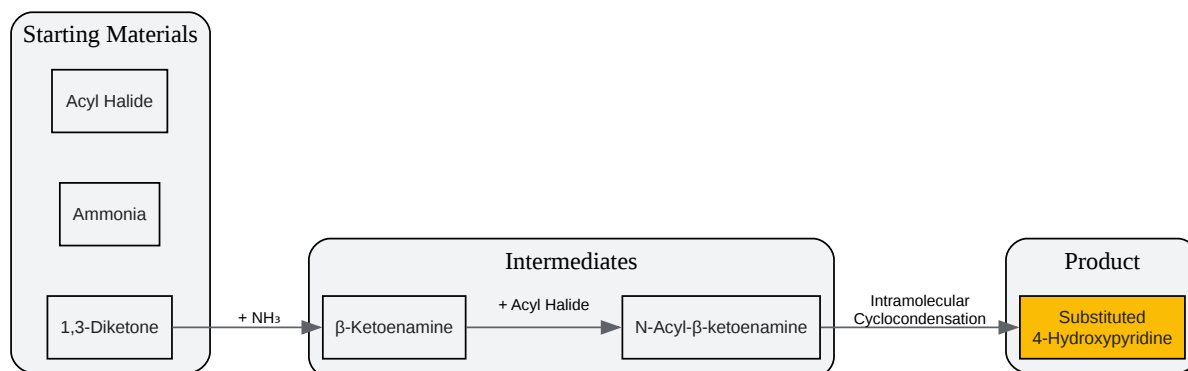 Starting Materials
Acyl Halide
Ammonia
1,3-Diketone
+ NH₃
Intermediates
β-Ketoenamine
+ Acyl Halide
N-Acyl-β-ketoenamine
Intramolecular
Cyclocondensation
Product
Substituted
4-Hydroxypyridine